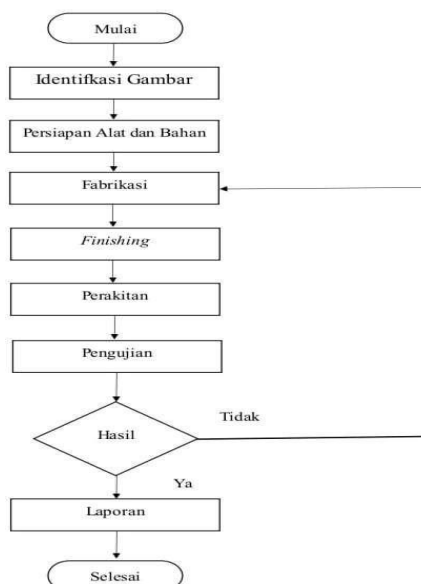 Mulai
Identifkasi Gambar
Persiapan Alat dan Bahan
Fabrikasi
Finishing
Perakitan
Pengujian
Hasil
Tidak
Ya
Laporan
Selesai